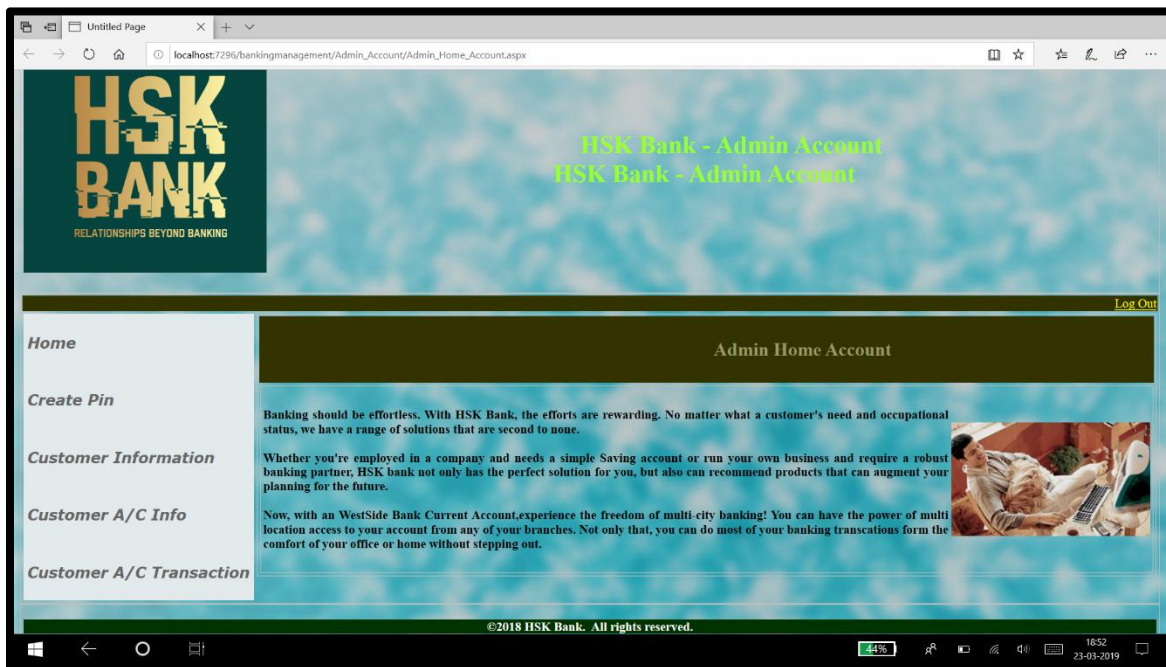 Untitled Page
localhost:7296/bankingmanagement/Admin_Account/Admin_Home_Account.aspx
HSK
BANK
RELATIONSHIPS BEYOND BANKING
HSK Bank - Admin Account
HSK Bank - Admin Account
Log Out
Home
Create Pin
Customer Information
Customer A/C Info
Customer A/C Transaction
Admin Home Account
Banking should be effortless. With HSK Bank, the efforts are rewarding. No matter what a customer's need and occupational
status, we have a range of solutions that are second to none.
Whether you're employed in a company and needs a simple Saving account or run your own business and require a robust
banking partner, HSK bank not only has the perfect solution for you, but also can recommend products that can augment your
planning for the future.
Now, with an WestSide Bank Current Account,experience the freedom of multi-city banking! You can have the power of multi
location access to your account from any of your branches. Not only that, you can do most of your banking transcations form the
comfort of your office or home without stepping out.
©2018 HSK Bank. All rights reserved.
44%
18:52
23-03-2019